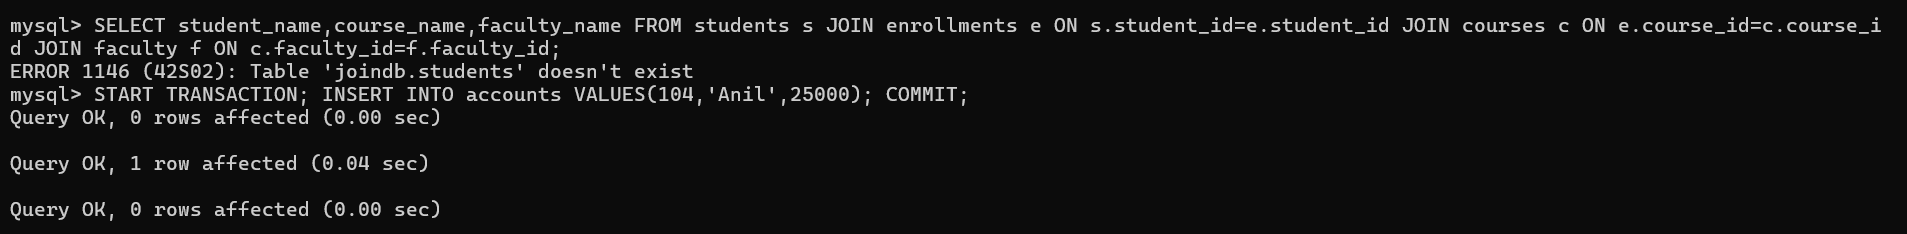 mysql> SELECT student_name,course_name,faculty_name FROM students s JOIN enrollments e ON s.student_id=e.student_id JOIN courses c ON e.course_id=c.course_i
d JOIN faculty f ON c.faculty_id=f.faculty_id;
ERROR 1146 (42S02): Table 'joindb.students' doesn't exist
mysql> START TRANSACTION; INSERT INTO accounts VALUES(104,'Anil',25000); COMMIT;
Query OK, 0 rows affected (0.00 sec)
Query OK, 1 row affected (0.04 sec)
Query OK, 0 rows affected (0.00 sec)